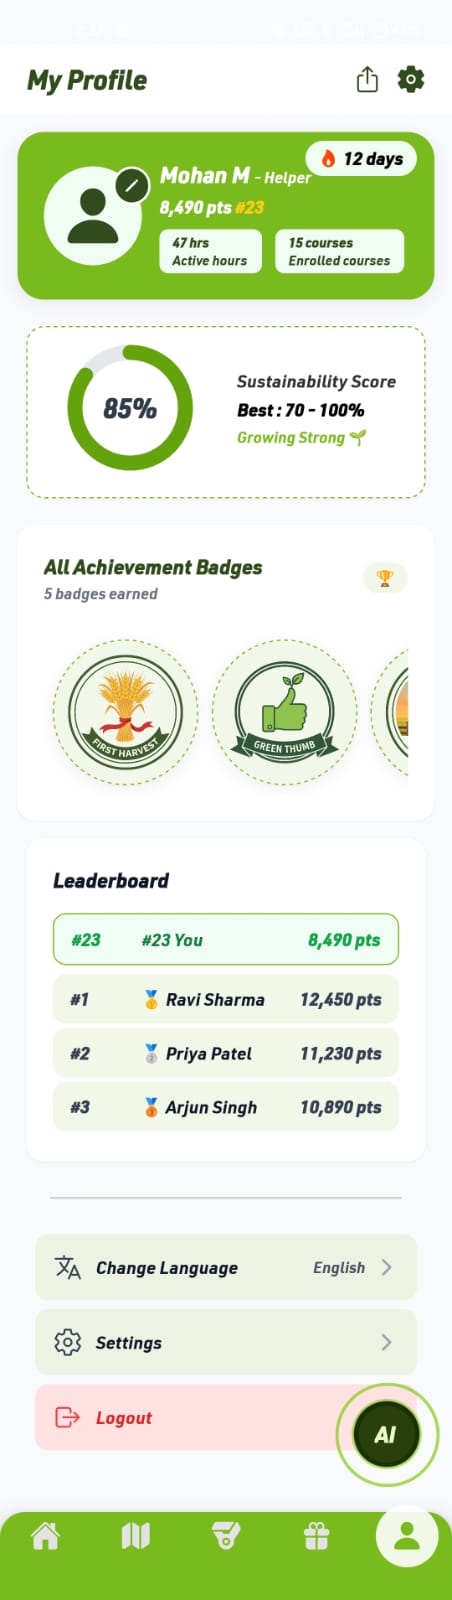 My Profile
12 days
Mohan M - Helper
8,490 pts #23
47 hrs
Active hours
15 courses
Enrolled courses
85%
Sustainability Score
Best : 70 - 100%
Growing Strong
All Achievement Badges
5 badges earned
FIRST HARVEST
GREEN THUMB
Leaderboard
#23 #23 You 8,490 pts
#1 Ravi Sharma 12,450 pts
#2 Priya Patel 11,230 pts
#3 Arjun Singh 10,890 pts
Change Language English
Settings
Logout
AI